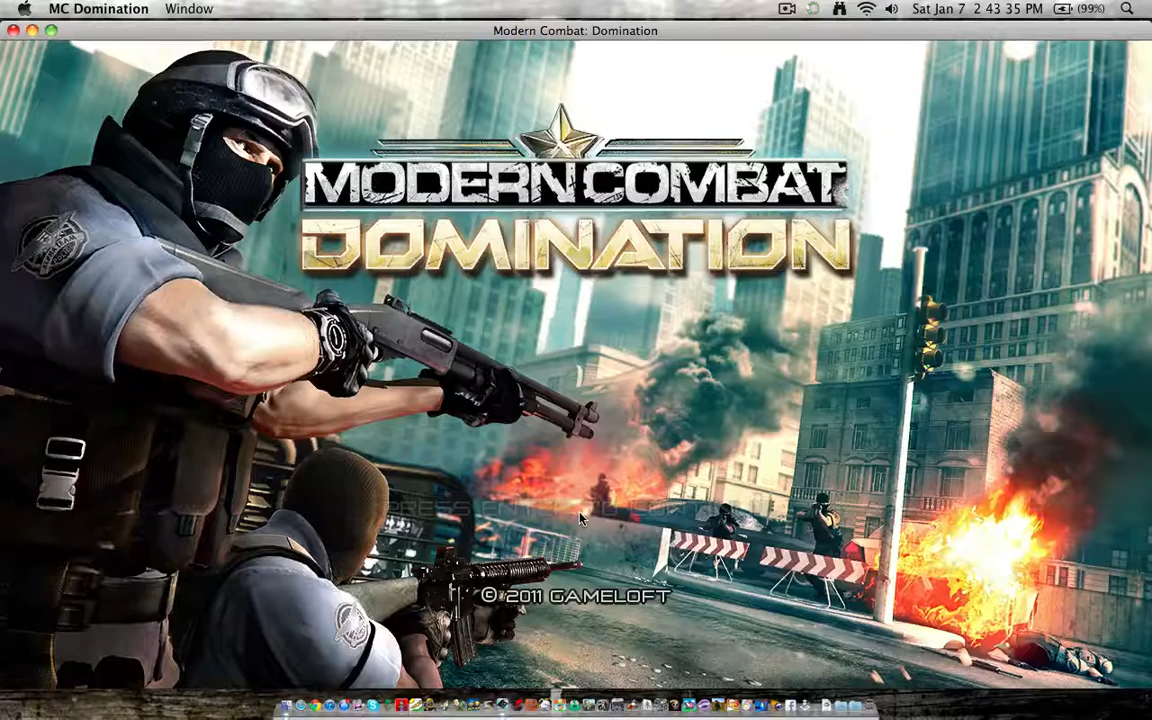 MC Domination Window Sat Jan 7 2 43 35 PM (99%)
Modern Combat: Domination
MODERN COMBAT
DOMINATION
© 2011 GAMELOFT